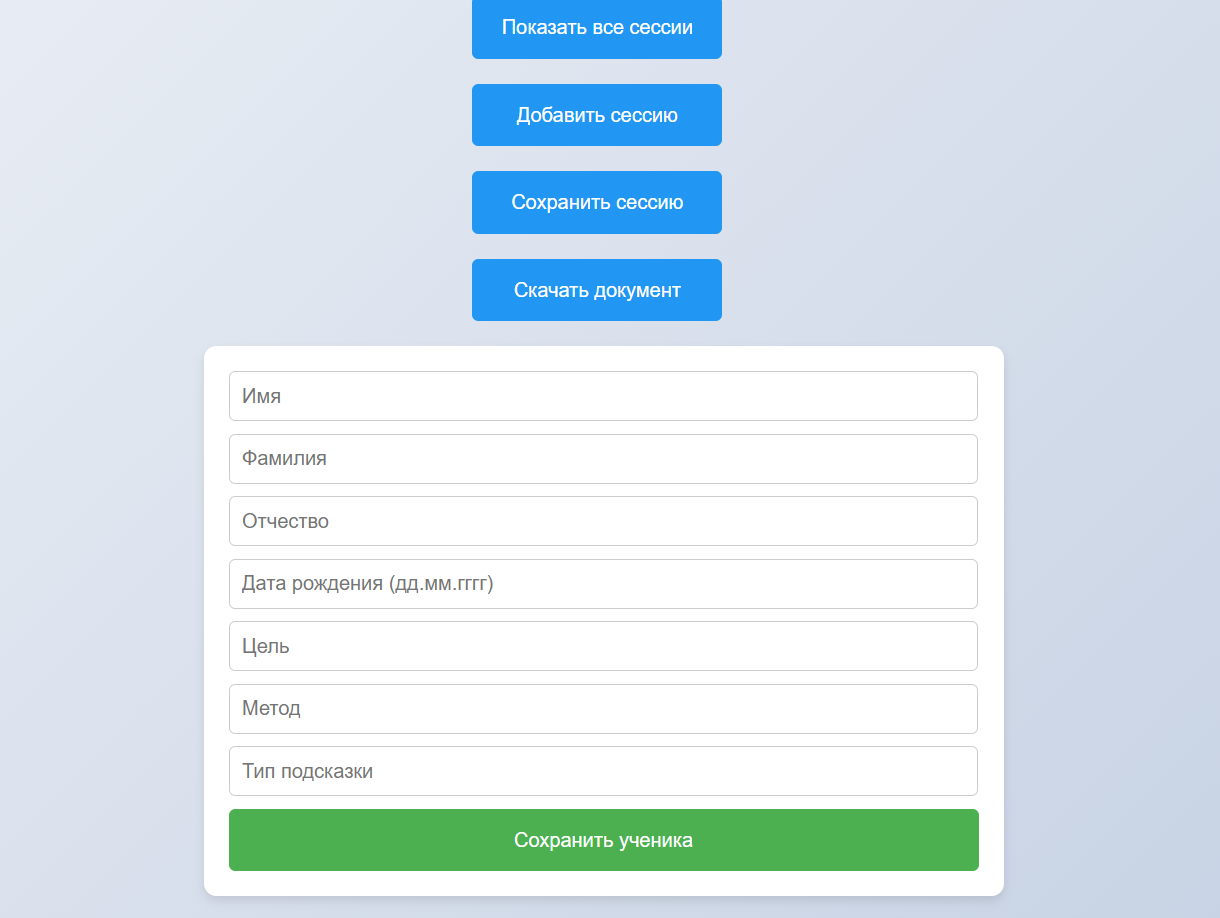 Показать все сессии
Добавить сессию
Сохранить сессию
Скачать документ
Имя
Фамилия
Отчество
Дата рождения (дд.мм.гггг)
Цель
Метод
Тип подсказки
Сохранить ученика